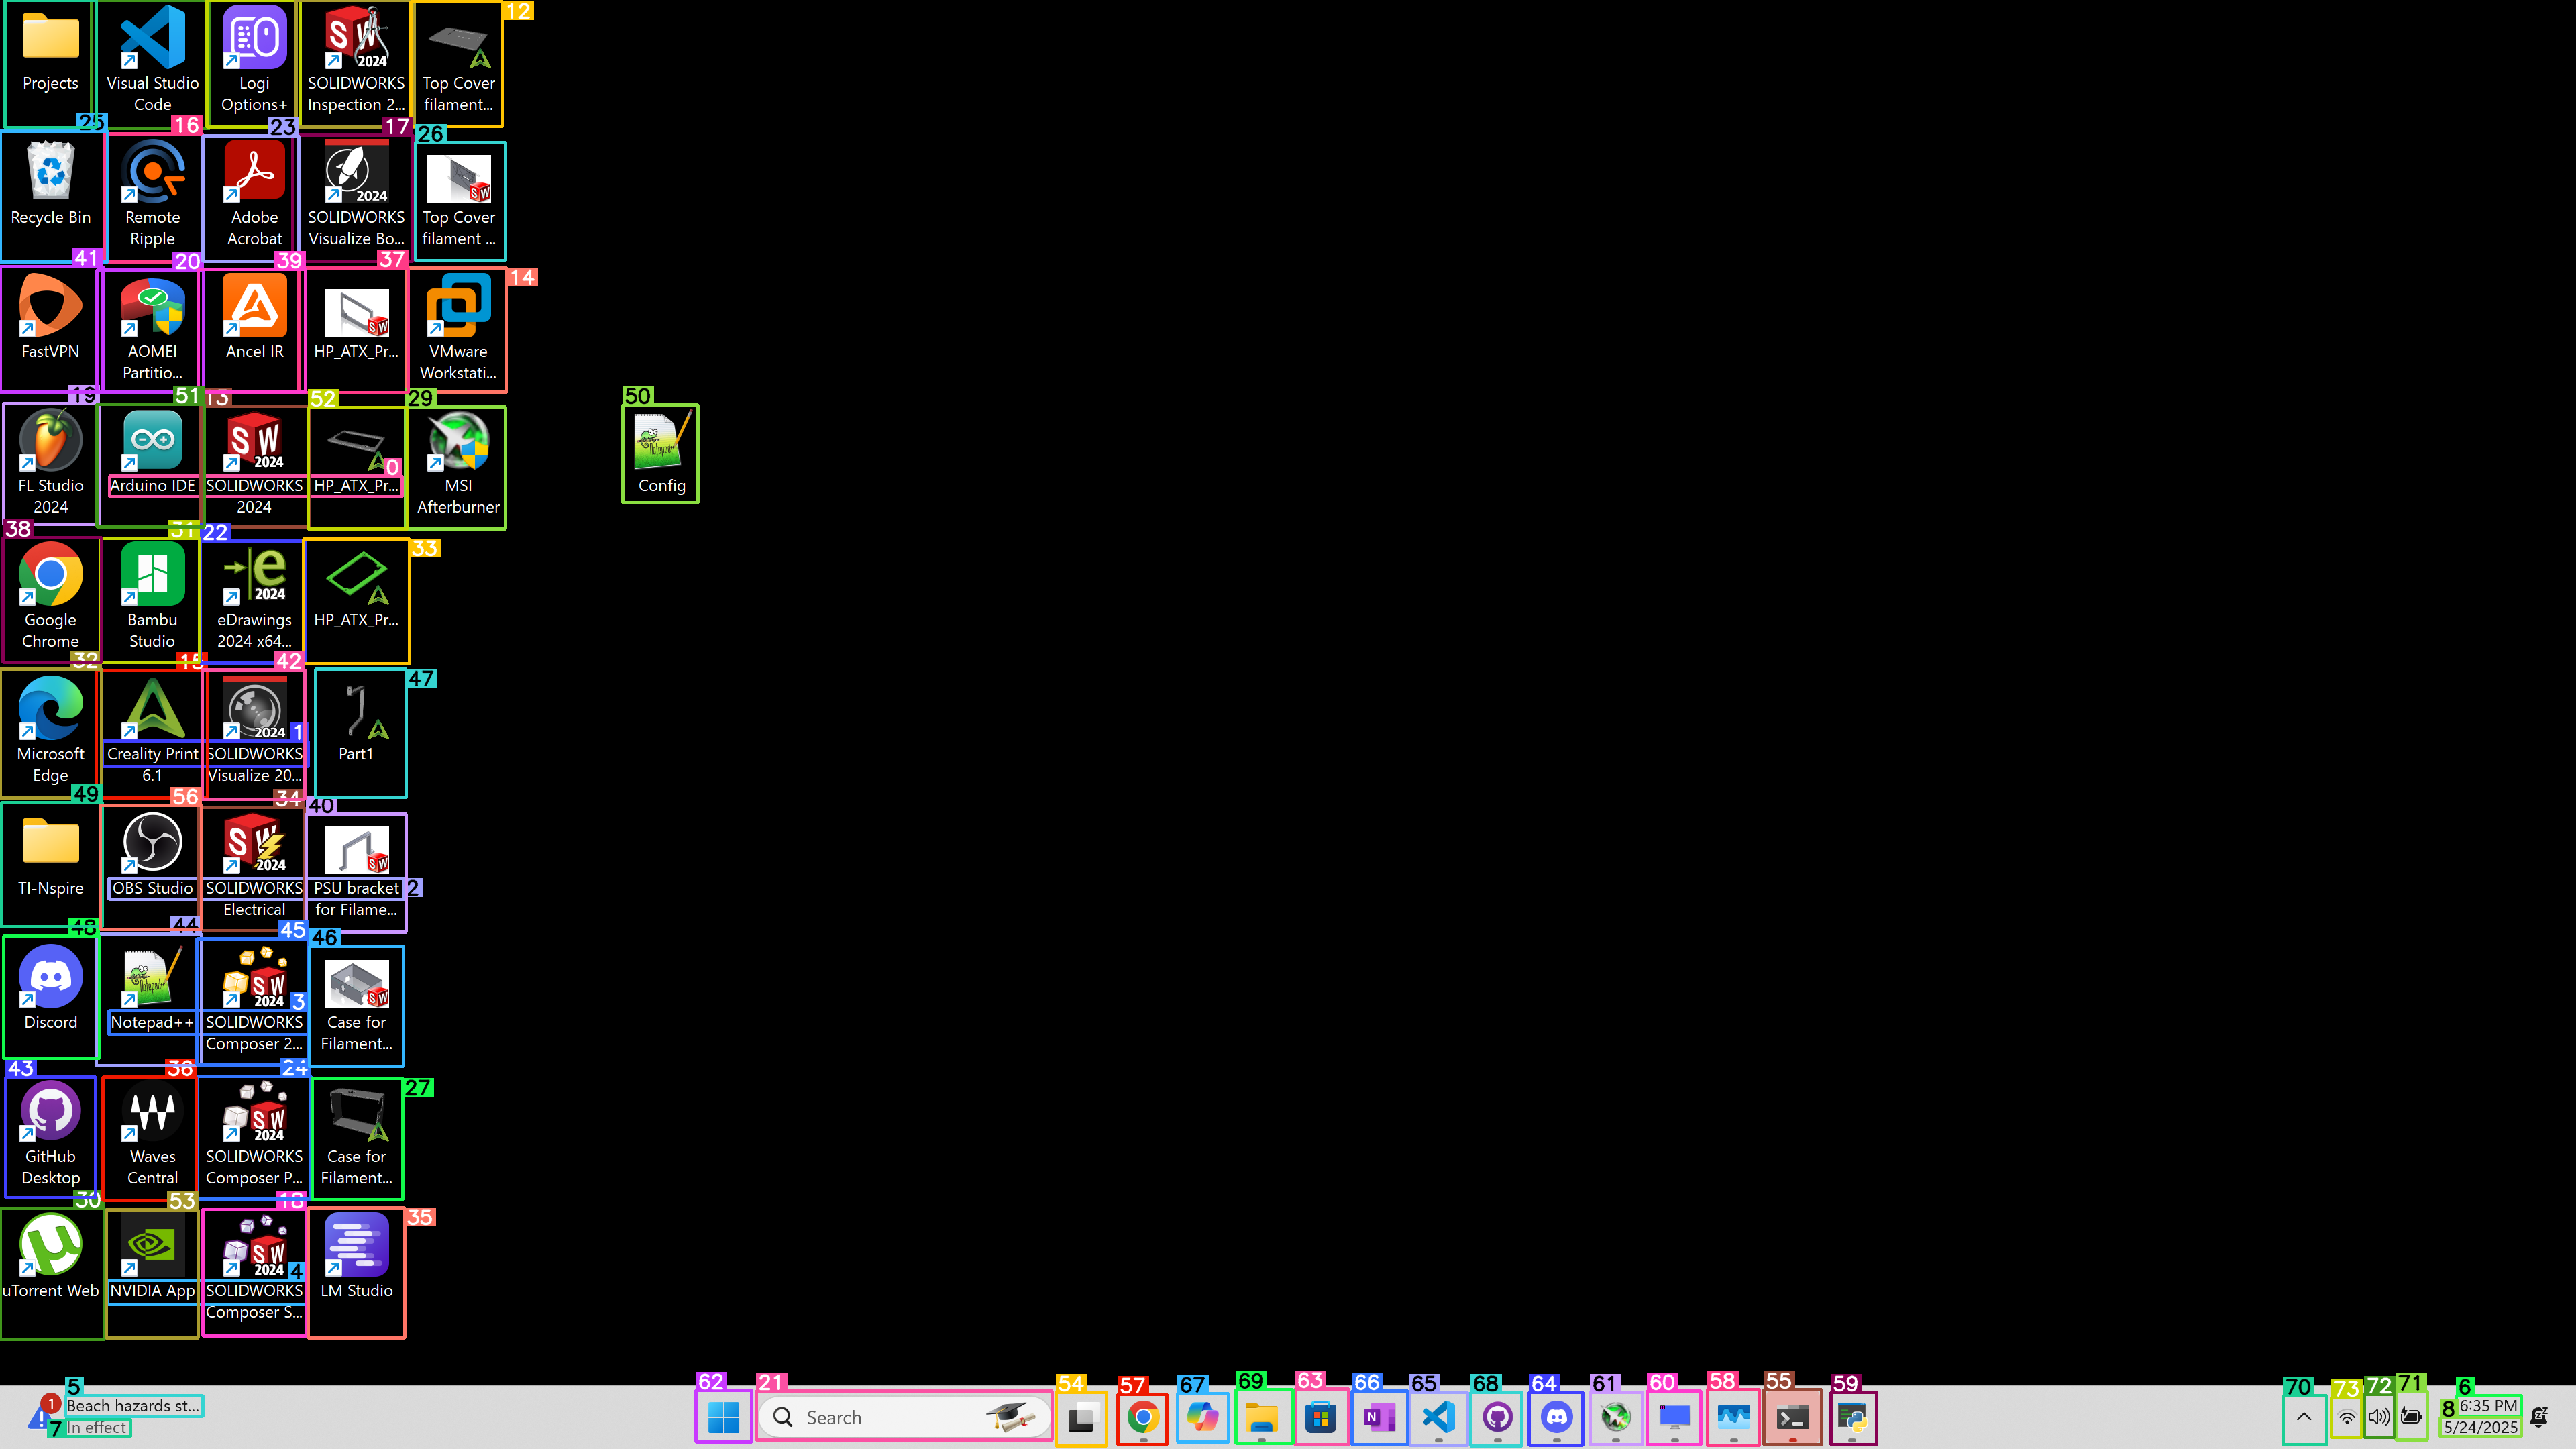 Projects
Visual Studio
Code
Logi
Options+
SOLIDWORKS
Inspection 2...
Top Cover
filament...
12
25
16
23
17
26
Recycle Bin
Remote
Ripple
Adobe
Acrobat
SOLIDWORKS
Visualize Bo...
Top Cover
filament ...
41
20
39
37
14
FastVPN
AOMEI
Partitio...
Ancel IR
HP_ATX_Pr...
VMware
Workstati...
19
51
13
52
29
50
FL Studio
2024
Arduino IDE
SOLIDWORKS
2024
0
HP_ATX_Pr...
MSI
Afterburner
Config
38
31
22
33
Google
Chrome
Bambu
Studio
eDrawings
2024 x64...
HP_ATX_Pr...
32
15
42
47
Microsoft
Edge
Creality Print
6.1
1
SOLIDWORKS
Visualize 20...
Part1
49
56
34
40
TI-Nspire
OBS Studio
SOLIDWORKS
Electrical
PSU bracket
for Filame...
2
48
44
45
46
Discord
Notepad++
3
SOLIDWORKS
Composer 2...
Case for
Filament...
43
36
24
27
GitHub
Desktop
Waves
Central
SOLIDWORKS
Composer P...
Case for
Filament...
30
53
18
35
uTorrent Web
NVIDIA App
4
SOLIDWORKS
Composer S...
LM Studio
5
1
Beach hazards st...
7
In effect
62
21
Search
54
57
67
69
63
66
65
68
64
61
60
58
55
59
70
73
72
71
6
6:35 PM
8
5/24/2025